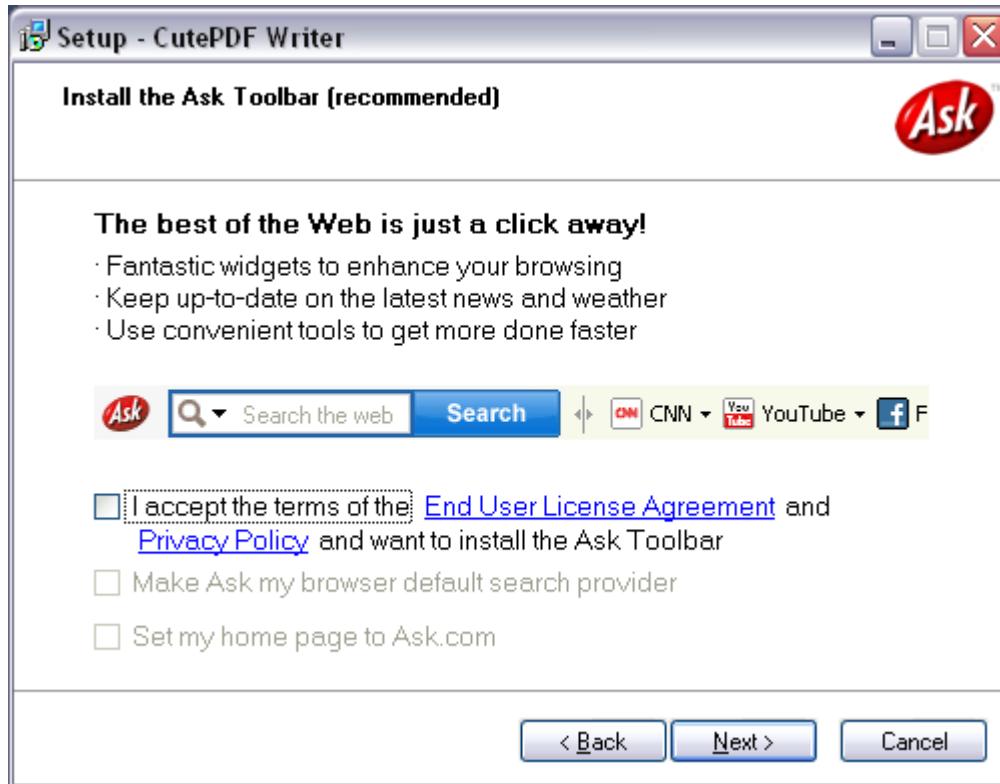 Setup - CutePDF Writer
Install the Ask Toolbar (recommended)
Ask
The best of the Web is just a click away!
· Fantastic widgets to enhance your browsing
· Keep up-to-date on the latest news and weather
· Use convenient tools to get more done faster
Ask Search the web Search CNN CNN You Tube YouTube f F
I accept the terms of the End User License Agreement and
Privacy Policy and want to install the Ask Toolbar
Make Ask my browser default search provider
Set my home page to Ask.com
< Back Next > Cancel